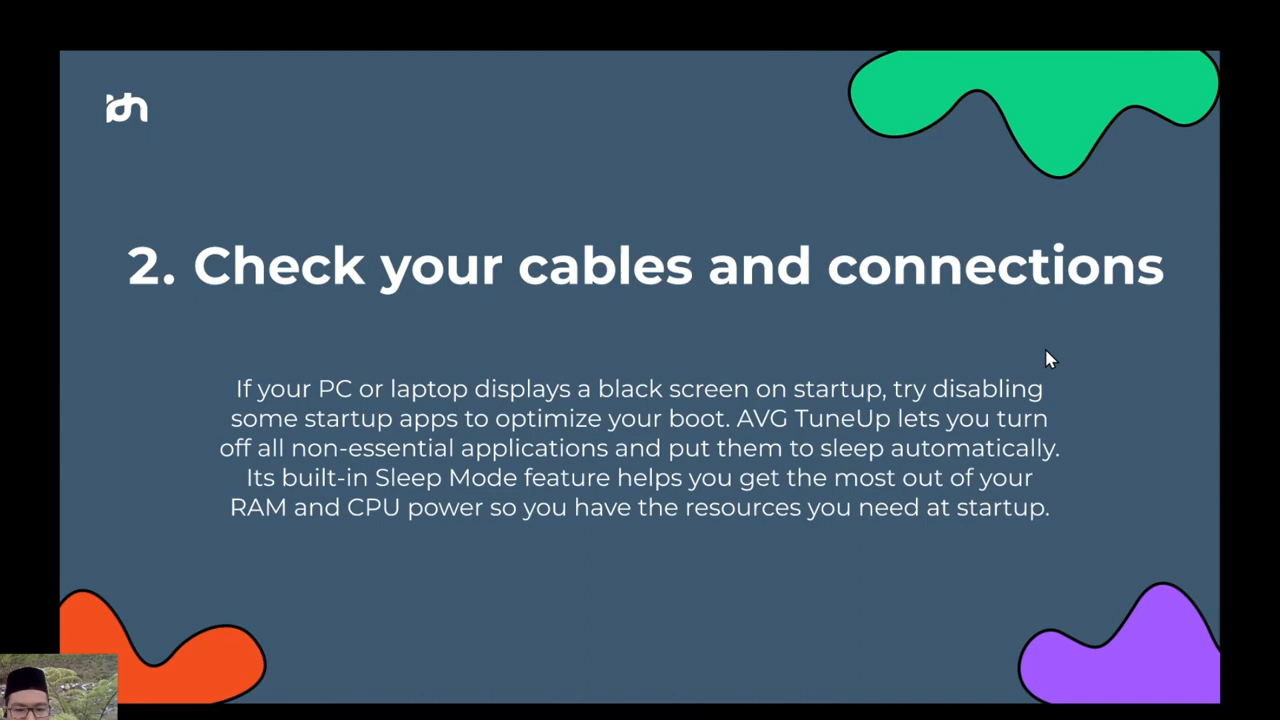 2. Check your cables and connections
If your PC or laptop displays a black screen on startup, try disabling
some startup apps to optimize your boot. AVG TuneUp lets you turn
off all non-essential applications and put them to sleep automatically.
Its built-in Sleep Mode feature helps you get the most out of your
RAM and CPU power so you have the resources you need at startup.